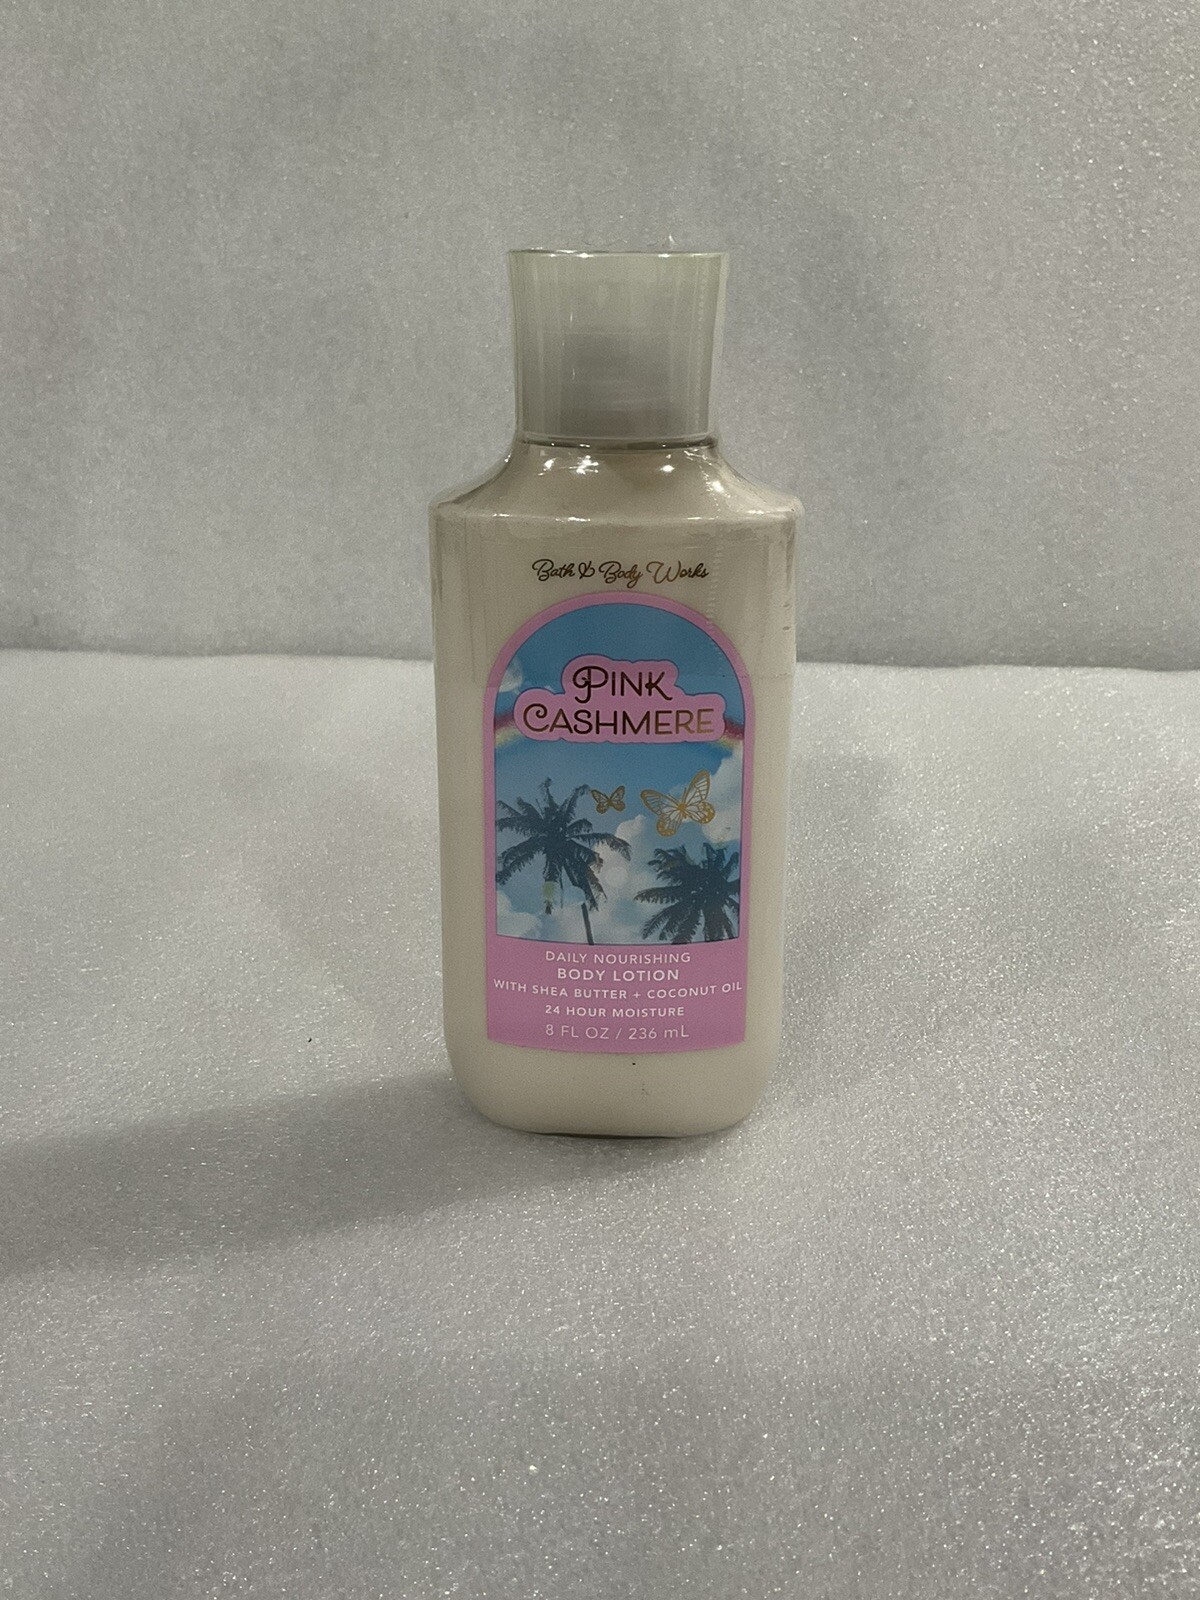 Bath & Body Works
PINK
CASHMERE
DAILY NOURISHING
BODY LOTION
WITH SHEA BUTTER + COCONUT OIL
24 HOUR MOISTURE
8 FL OZ / 236 mL